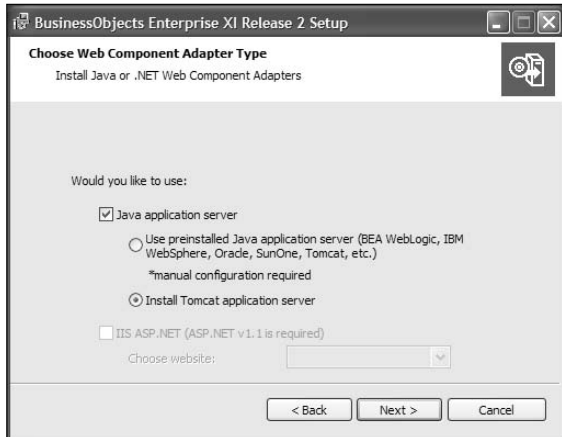 BusinessObjects Enterprise XI Release 2 Setup
Choose Web Component Adapter Type
Install Java or .NET Web Component Adapters
Would you like to use:
Java application server
Use preinstalled Java application server (BEA WebLogic, IBM
WebSphere, Oracle, SunOne, Tomcat, etc.)
*manual configuration required
Install Tomcat application server
IIS ASP.NET (ASP.NET v1.1 is required)
Choose website:
< Back
Next >
Cancel